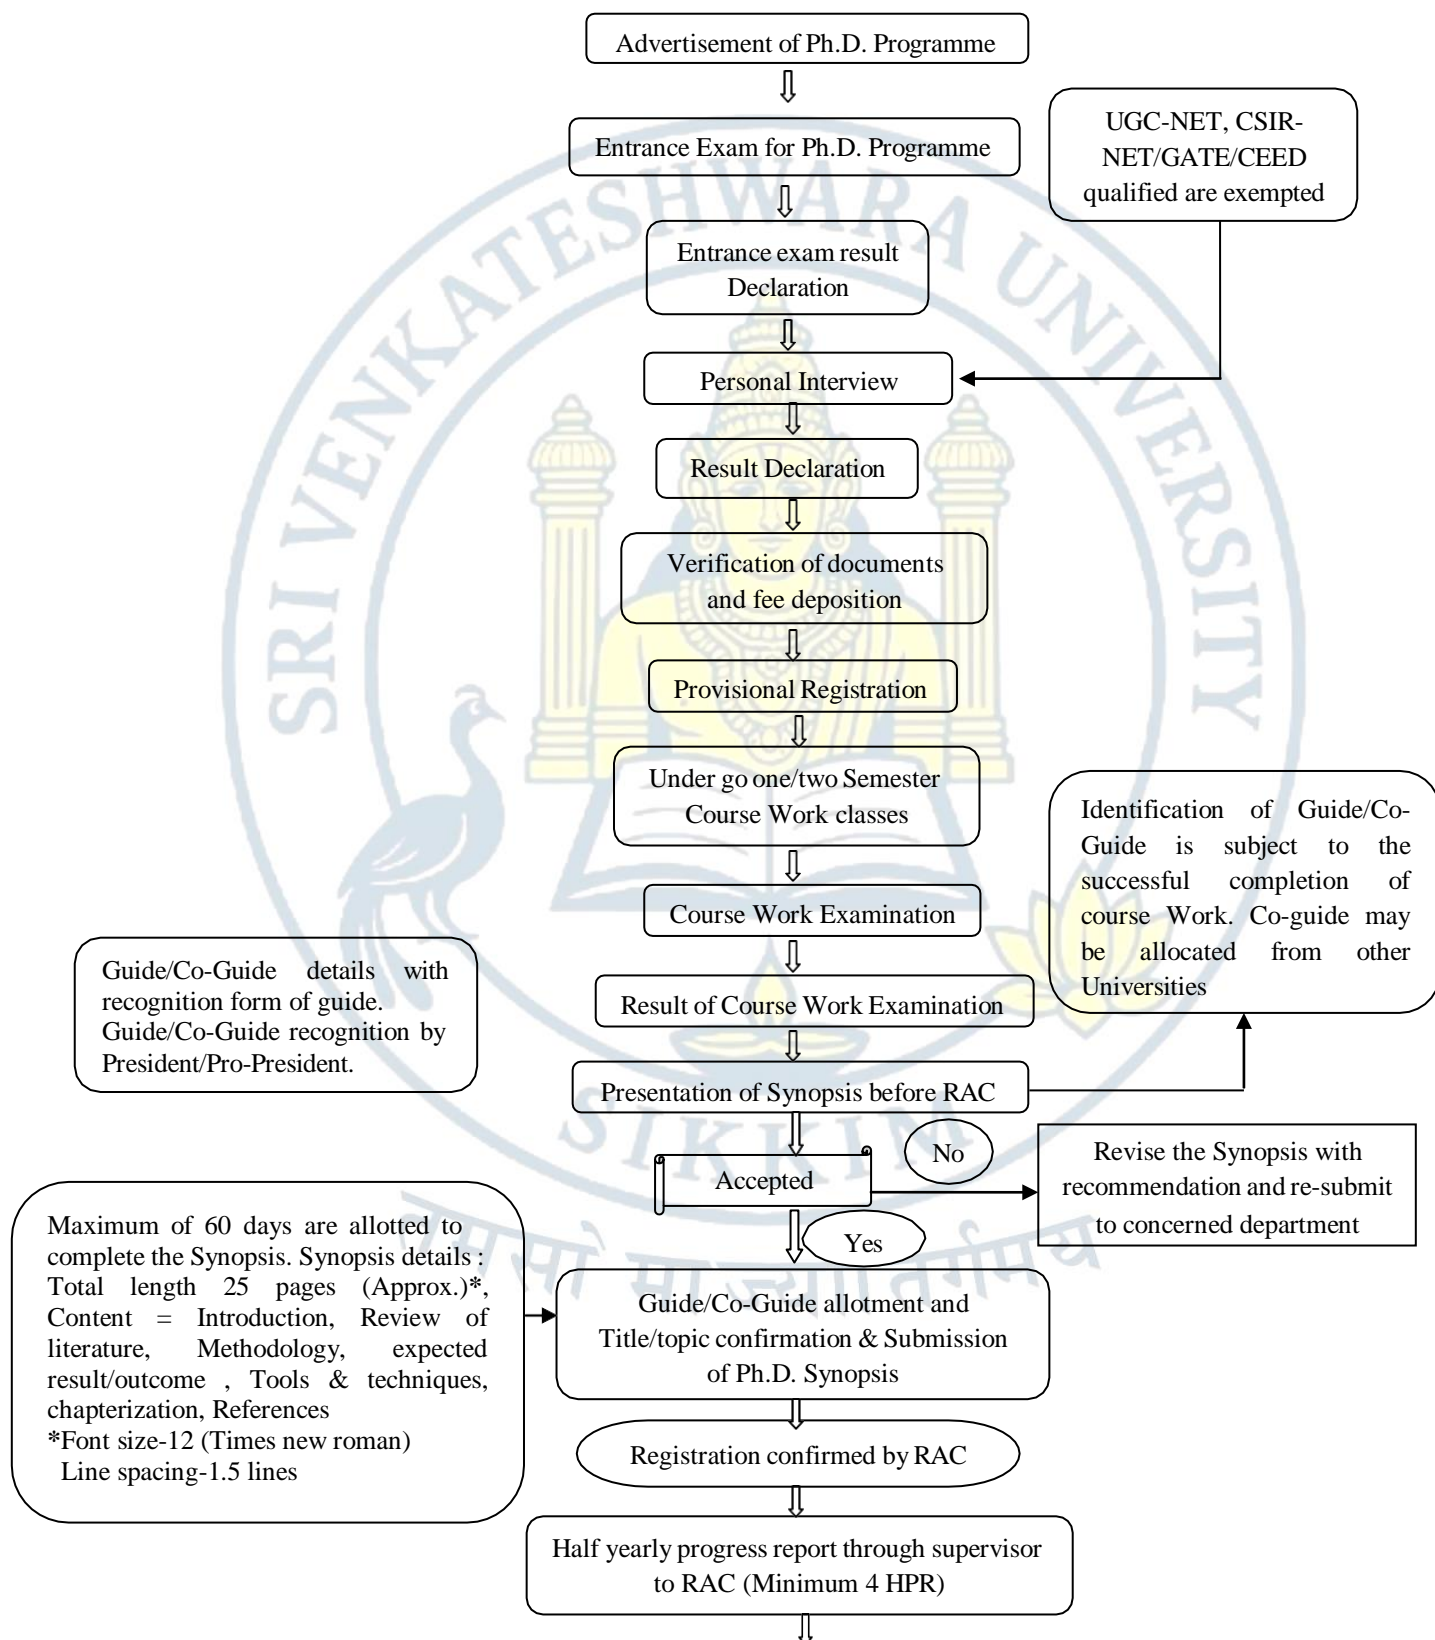 Advertisement of Ph.D. Programme
Entrance Exam for Ph.D. Programme
UGC-NET, CSIR-
NET/GATE/CEED
qualified are exempted
Entrance exam result
Declaration
Personal Interview
Result Declaration
Verification of documents
and fee deposition
Provisional Registration
Under go one/two Semester
Course Work classes
Identification of Guide/Co-
Guide is subject to the
successful completion of
course Work. Co-guide may
be allocated from other
Universities
Course Work Examination
Guide/Co-Guide details with
recognition form of guide.
Guide/Co-Guide recognition by
President/Pro-President.
Result of Course Work Examination
Presentation of Synopsis before RAC
Accepted
No
Revise the Synopsis with
recommendation and re-submit
to concerned department
Yes
Maximum of 60 days are allotted to
complete the Synopsis. Synopsis details :
Total length 25 pages (Approx.)*,
Content = Introduction, Review of
literature, Methodology, expected
result/outcome , Tools & techniques,
chapterization, References
*Font size-12 (Times new roman)
Line spacing-1.5 lines
Guide/Co-Guide allotment and
Title/topic confirmation & Submission
of Ph.D. Synopsis
Registration confirmed by RAC
Half yearly progress report through supervisor
to RAC (Minimum 4 HPR)
SRI VENKATESHWARA UNIVERSITY
SIKKIM
तमसो मा ज्योतिर्गमय